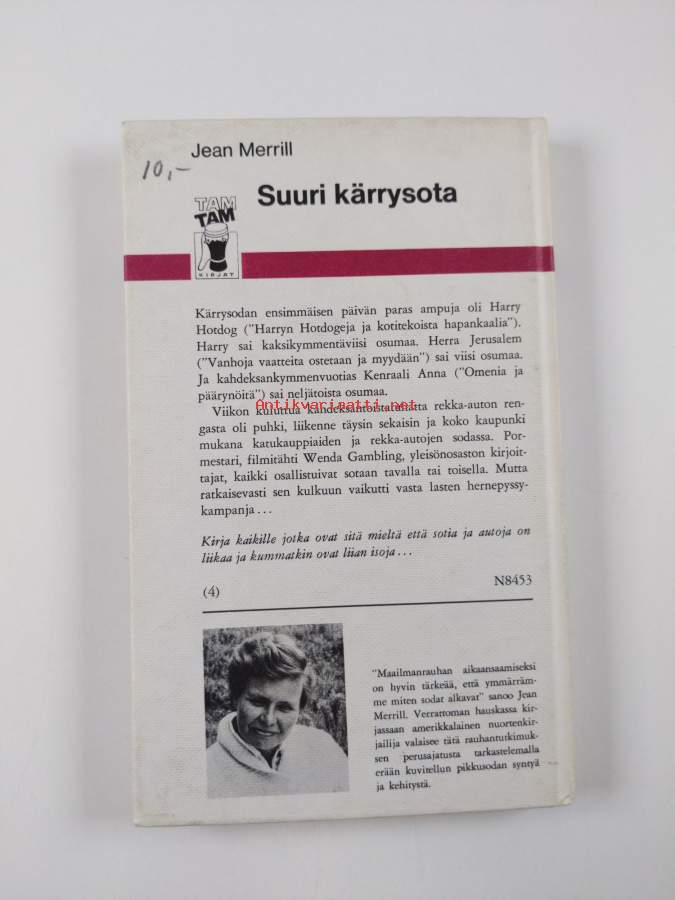 Jean Merrill
10,-
Suuri kärrysota
TAM
TAM
KIRJAT
Kärrysodan ensimmäisen päivän paras ampuja oli Harry
Hotdog ("Harryn Hotdogeja ja kotitekoista hapankaalia").
Harry sai kaksikymmentäviisi osumaa. Herra Jerusalem
("Vanhoja vaatteita ostetaan ja myydään") sai viisi osumaa.
Ja kahdeksankymmenvuotias Kenraali Anna ("Omenia ja
päärynöitä") sai neljätoista osumaa.
Antikvariaatti.net
Viikon kuluttua kahdeksantoistatuhatta rekka-auton ren-
gasta oli puhki, liikenne täysin sekaisin ja koko kaupunki
mukana katukauppiaiden ja rekka-autojen sodassa. Por-
mestari, filmitähti Wenda Gambling, yleisönosaston kirjoit-
tajat, kaikki osallistuivat sotaan tavalla tai toisella. Mutta
ratkaisevasti sen kulkuun vaikutti vasta lasten hernepyssy-
kampanja...
Kirja kaikille jotka ovat sitä mieltä että sotia ja autoja on
liikaa ja kummatkin ovat liian isoja...
(4) N8453
"Maailmanrauhan aikaansaamiseksi
on hyvin tärkeää, että ymmärräm-
me miten sodat alkavat" sanoo Jean
Merrill. Verrattoman hauskassa kir-
jassaan amerikkalainen nuortenkir-
jailija valaisee tätä rauhantutkimuk-
sen perusajatusta tarkastelemalla
erään kuvitellun pikkusodan syntyä
ja kehitystä.